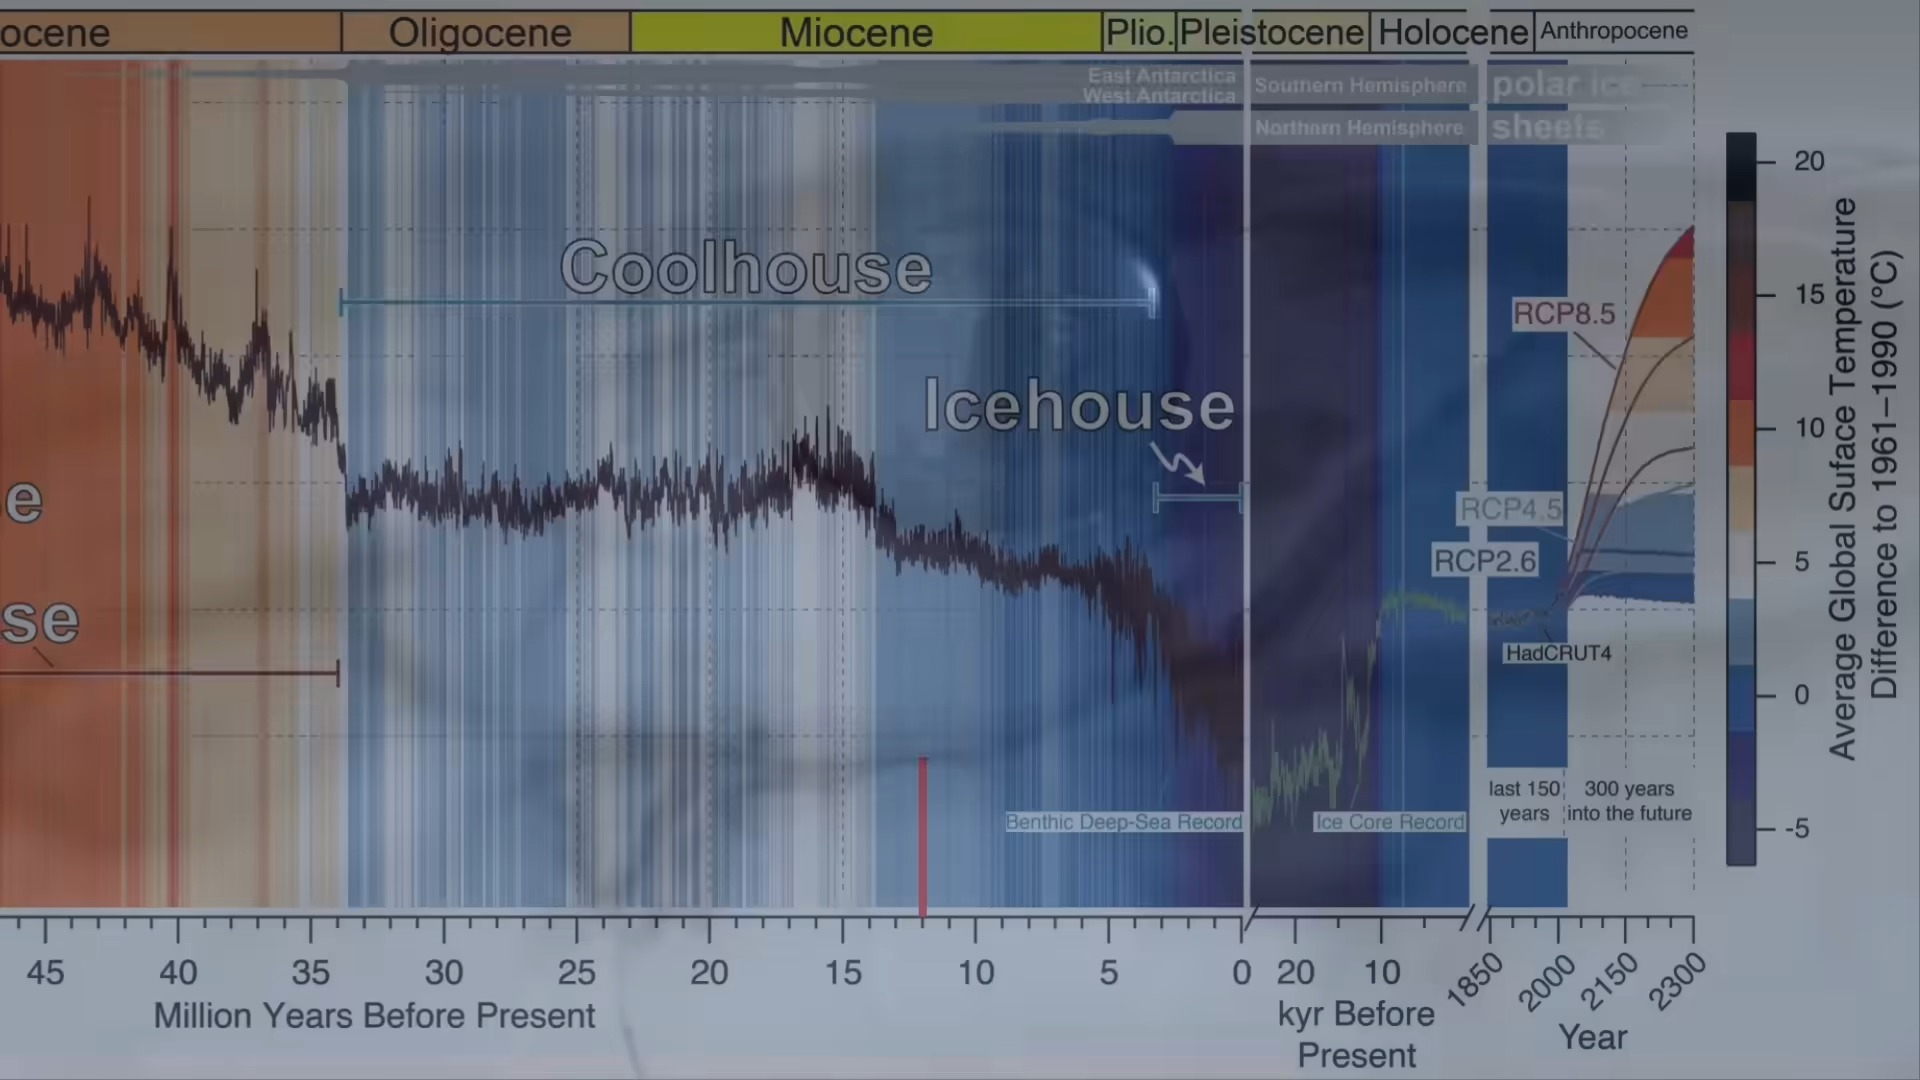 ocene Oligocene Miocene Plio. Pleistocene Holocene Anthropocene
East Antarctica
West Antarctica
Southern Hemisphere
Northern Hemisphere
polar ice
sheets
Coolhouse
Icehouse
e
se
RCP8.5
RCP4.5
RCP2.6
HadCRUT4
last 150
years
300 years
into the future
Benthic Deep-Sea Record
Ice Core Record
20
15
10
5
0
-5
Average Global Suface Temperature
Difference to 1961–1990 (°C)
45 40 35 30 25 20 15 10 5 0 20 10 1850 2000 2150 2300
Million Years Before Present
kyr Before
Present
Year